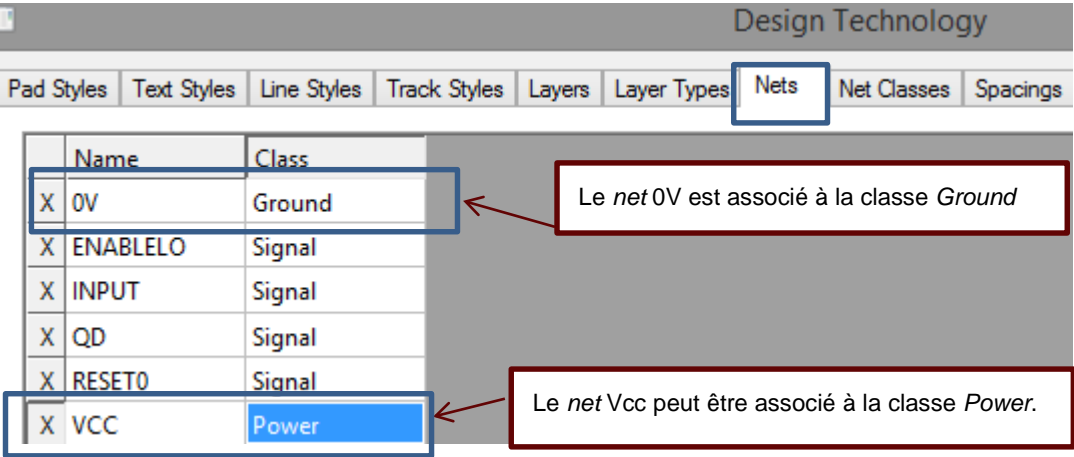 Design Technology
Pad Styles Text Styles Line Styles Track Styles Layers Layer Types Nets Net Classes Spacings
Name Class
X 0V Ground
Le net 0V est associé à la classe Ground
X ENABLELO Signal
X INPUT Signal
X QD Signal
X RESET0 Signal
X VCC Power
Le net Vcc peut être associé à la classe Power.